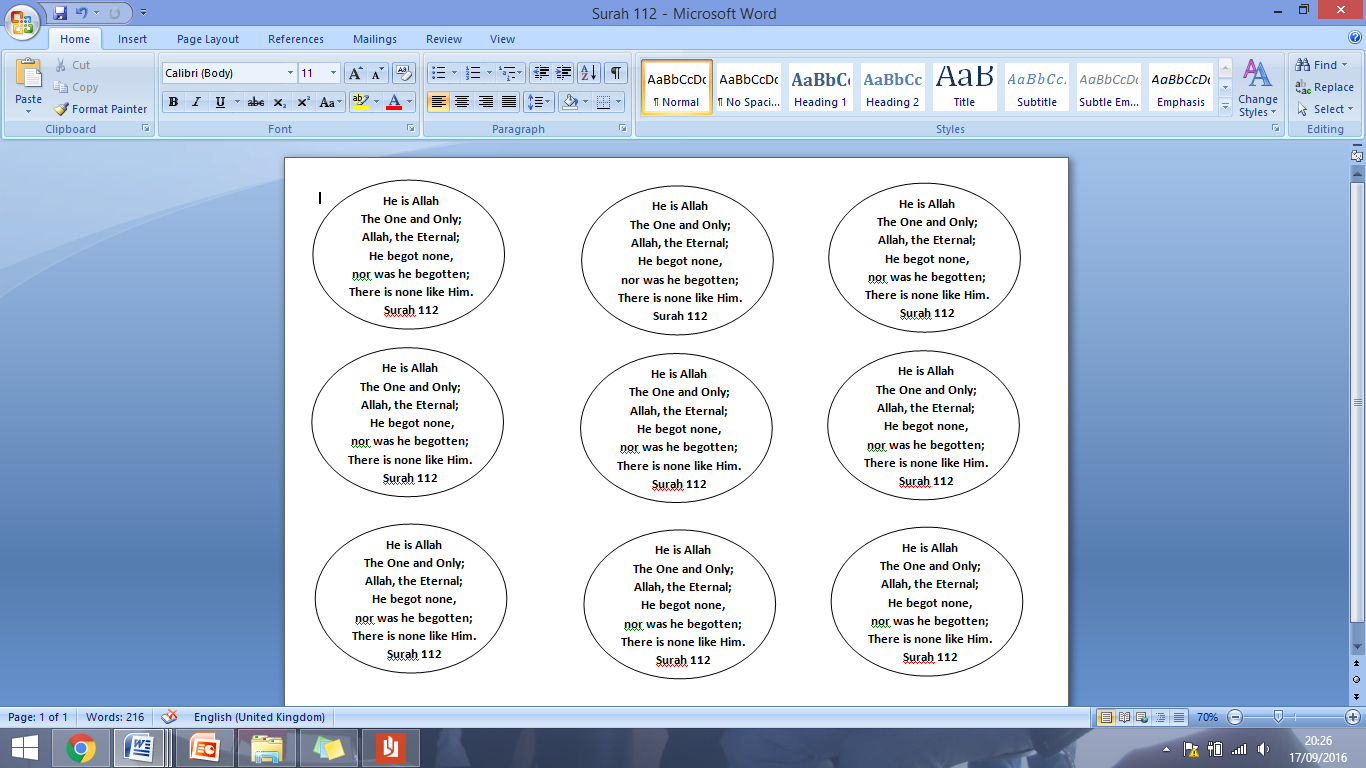 Surah 112 - Microsoft Word
Home Insert Page Layout References Mailings Review View
Paste
Cut
Copy
Format Painter
Clipboard
Calibri (Body) 11
Font
Paragraph
AaBbCcDc AaBbCcDc AaBbC AaBbCc AaB AaBbCc. AaBbCcDc AaBbCcDc
¶ Normal ¶ No Spaci... Heading 1 Heading 2 Title Subtitle Subtle Em... Emphasis
Change Styles
Styles
Find
Replace
Select
Editing
He is Allah
The One and Only;
Allah, the Eternal;
He begot none,
nor was he begotten;
There is none like Him.
Surah 112
He is Allah
The One and Only;
Allah, the Eternal;
He begot none,
nor was he begotten;
There is none like Him.
Surah 112
He is Allah
The One and Only;
Allah, the Eternal;
He begot none,
nor was he begotten;
There is none like Him.
Surah 112
He is Allah
The One and Only;
Allah, the Eternal;
He begot none,
nor was he begotten;
There is none like Him.
Surah 112
He is Allah
The One and Only;
Allah, the Eternal;
He begot none,
nor was he begotten;
There is none like Him.
Surah 112
He is Allah
The One and Only;
Allah, the Eternal;
He begot none,
nor was he begotten;
There is none like Him.
Surah 112
He is Allah
The One and Only;
Allah, the Eternal;
He begot none,
nor was he begotten;
There is none like Him.
Surah 112
He is Allah
The One and Only;
Allah, the Eternal;
He begot none,
nor was he begotten;
There is none like Him.
Surah 112
He is Allah
The One and Only;
Allah, the Eternal;
He begot none,
nor was he begotten;
There is none like Him.
Surah 112
Page: 1 of 1 Words: 216 English (United Kingdom) 70%
20:26
17/09/2016